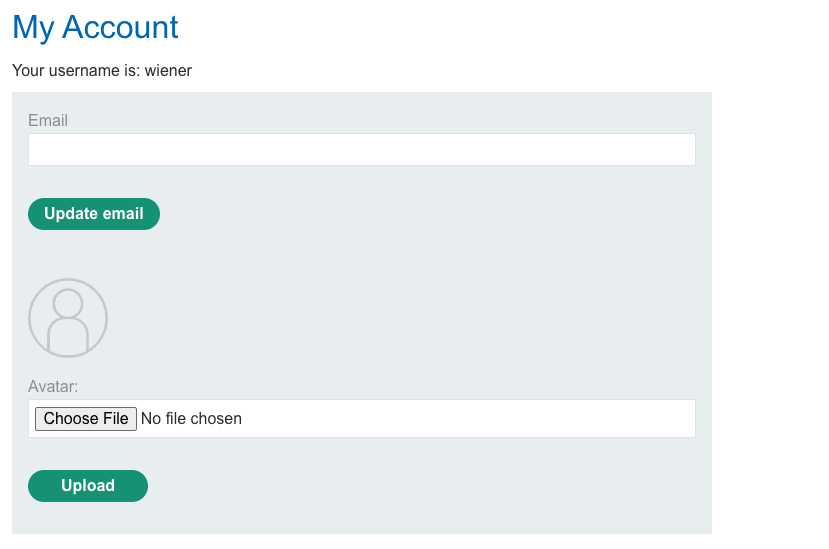 My Account
Your username is: wiener
Email
Update email
Avatar:
Choose File No file chosen
Upload